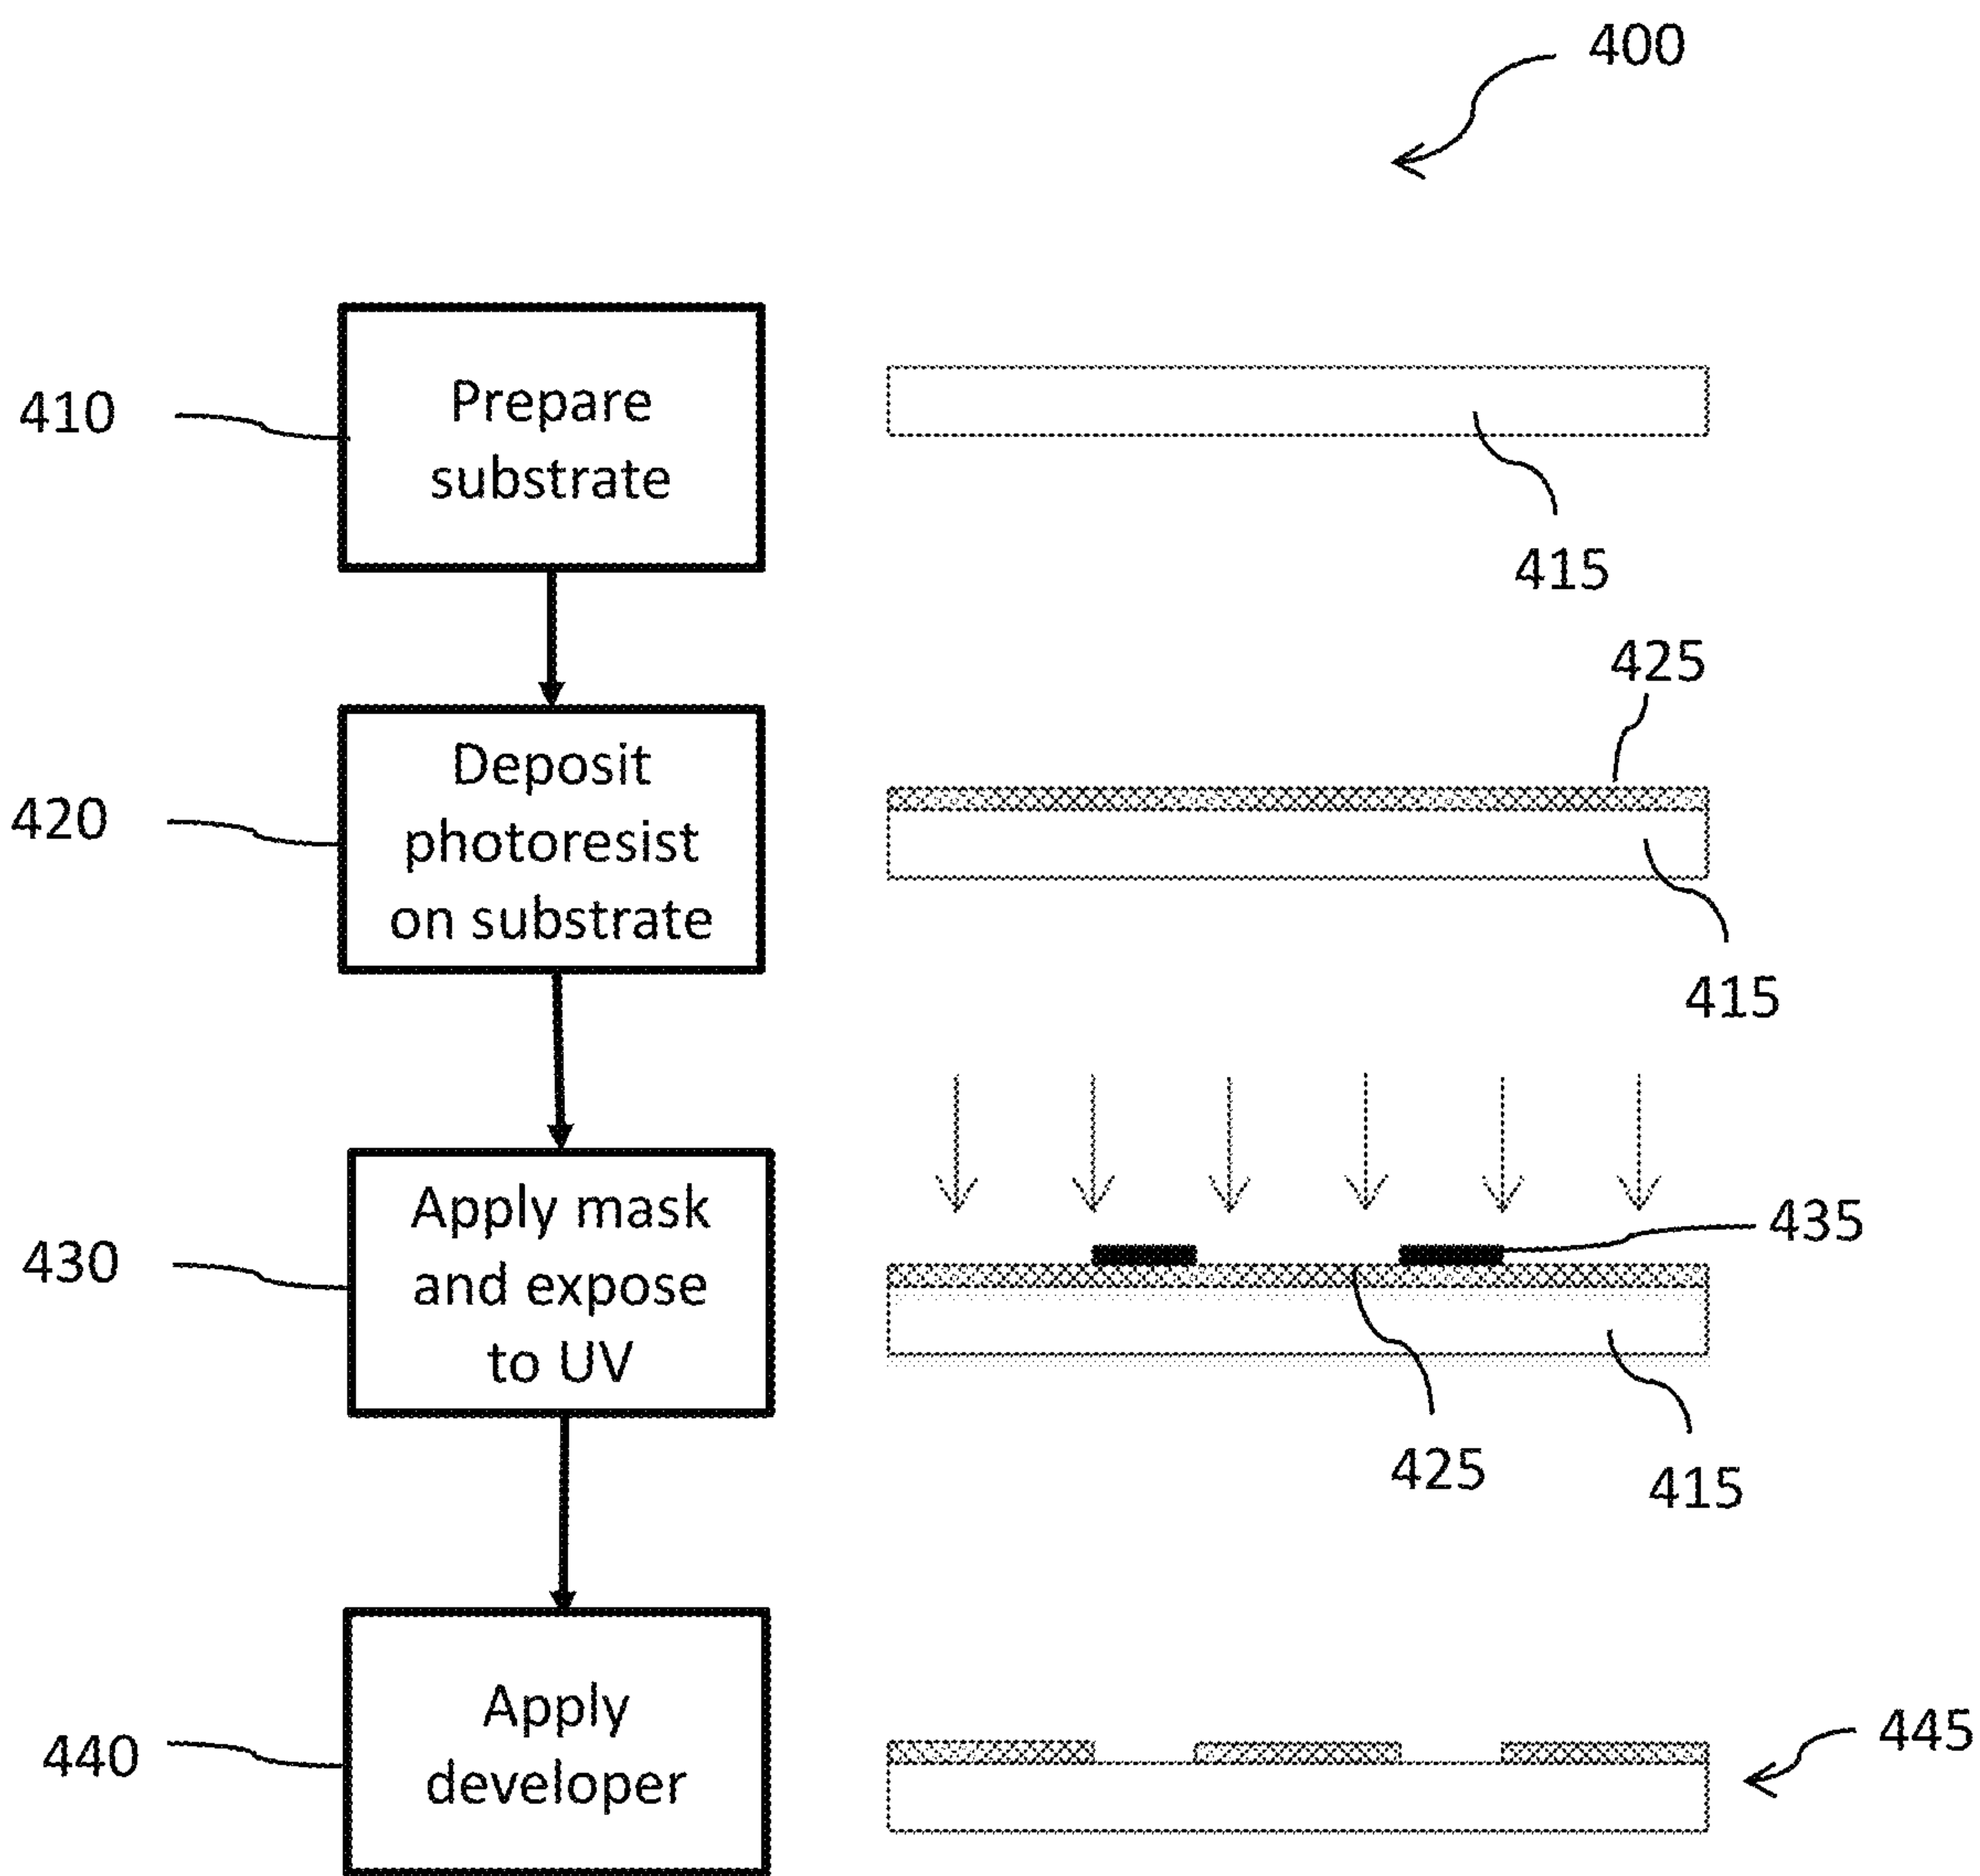 400
410
Prepare
substrate
415
425
420
Deposit
photoresist
on substrate
415
430
Apply mask
and expose
to UV
435
425
415
440
Apply
developer
445